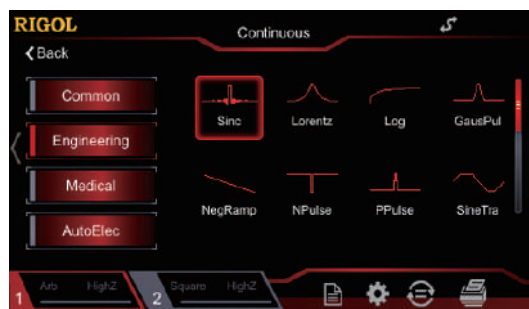 RIGOL
Continuous
Back
Common
Engineering
Medical
AutoElec
Sinc Lorentz Log GausPul
NegRamp NPulse PPulse SineTra
1 Arb HighZ 2 Square HighZ